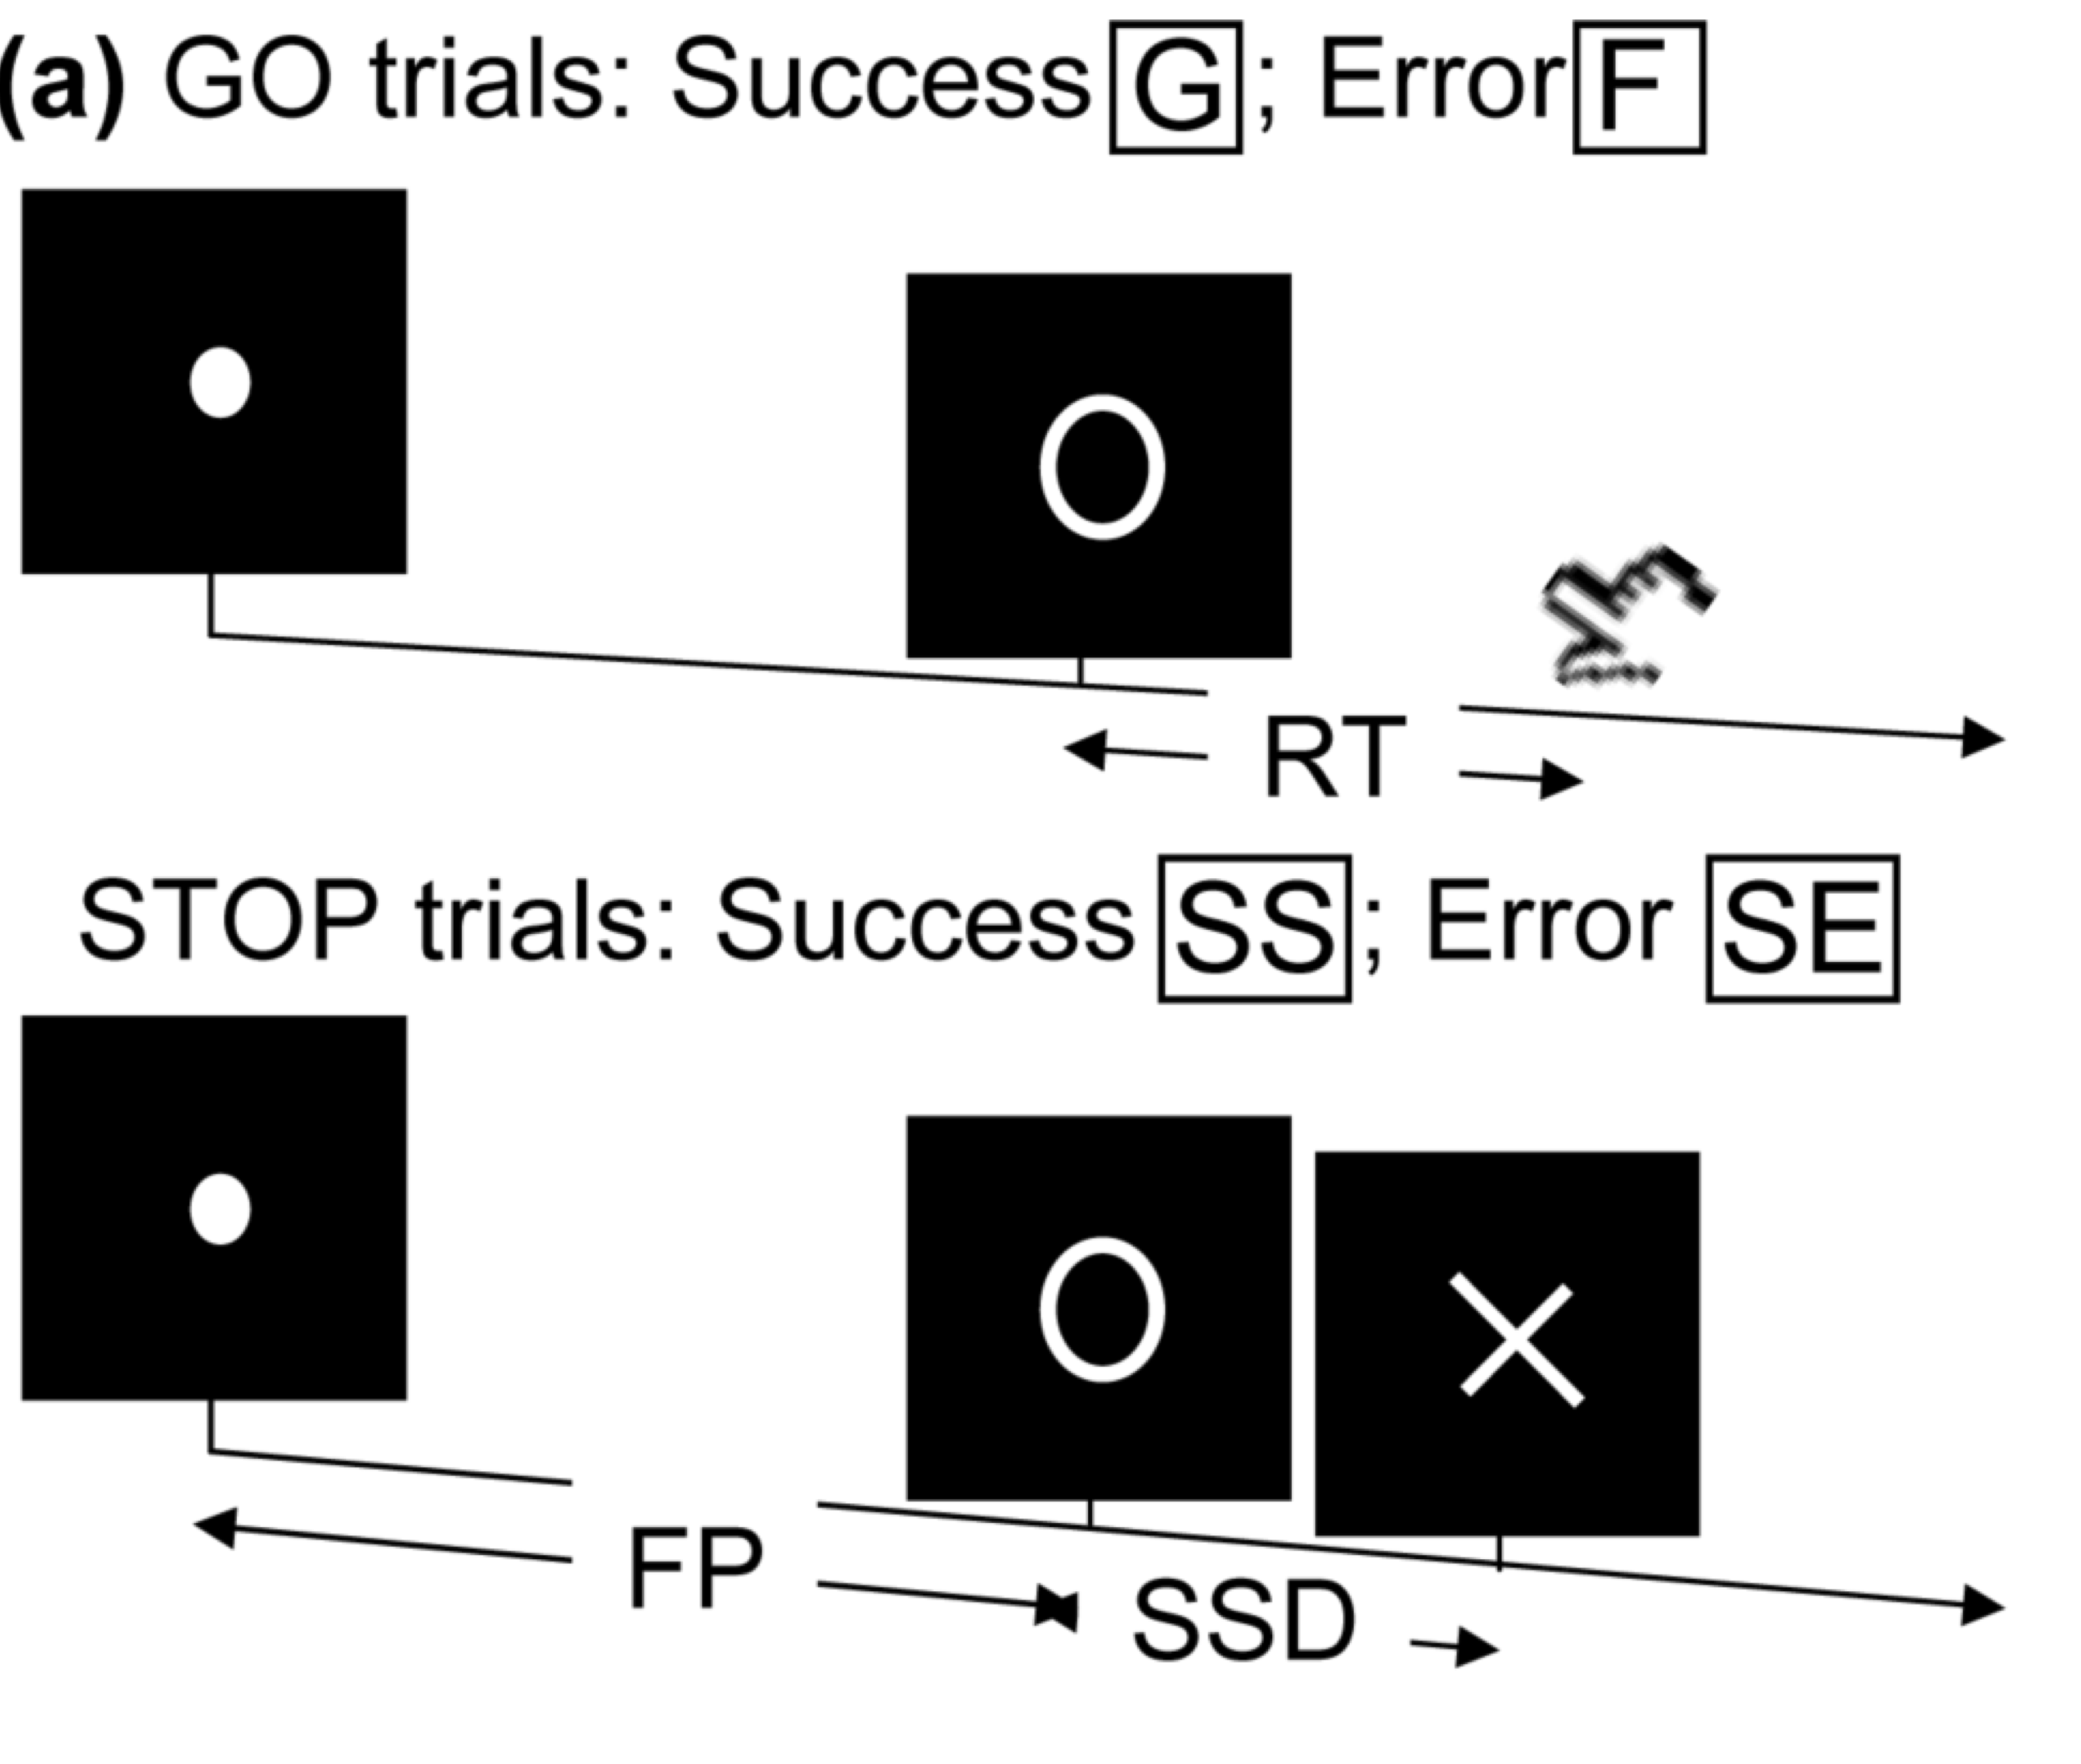 (a) GO trials: Success G; Error F
RT
STOP trials: Success SS; Error SE
FP
SSD